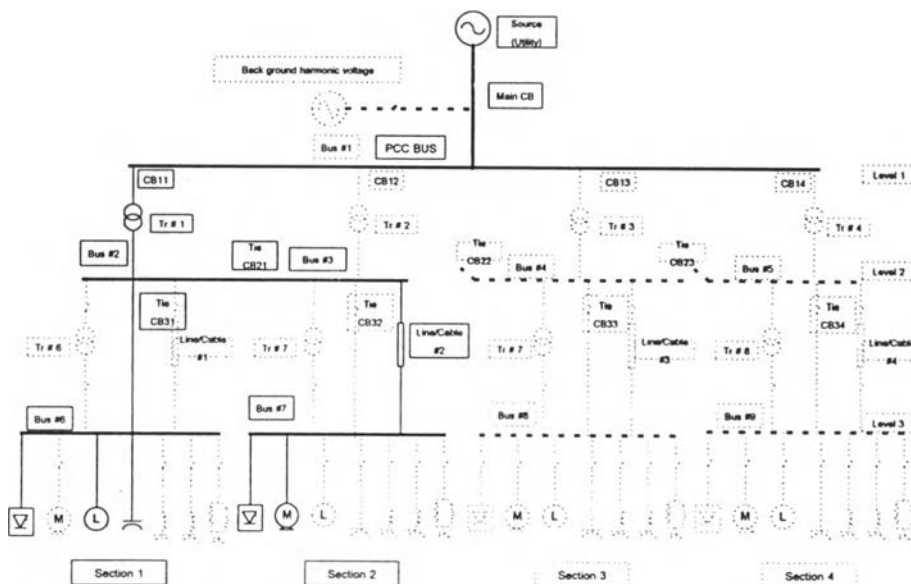 Source
(Utility)
Back ground harmonic voltage
Main CB
Bus #1
PCC BUS
CB11
CB12
CB13
CB14
Level 1
Tr # 1
Tr # 2
Tr # 3
Tr # 4
Bus #2
Tie
CB21
Bus #3
Tie
CB22
Bus #4
Tie
CB23
Bus #5
Level 2
Tie
CB31
Tie
CB32
Tie
CB33
Tie
CB34
Tr # 6
Line/Cable
#1
Tr # 7
Line/Cable
#2
Tr # 7
Line/Cable
#3
Tr # 8
Line/Cable
#4
Bus #6
Bus #7
Bus #8
Bus #9
Level 3
M
L
M
L
M
L
M
L
Section 1
Section 2
Section 3
Section 4